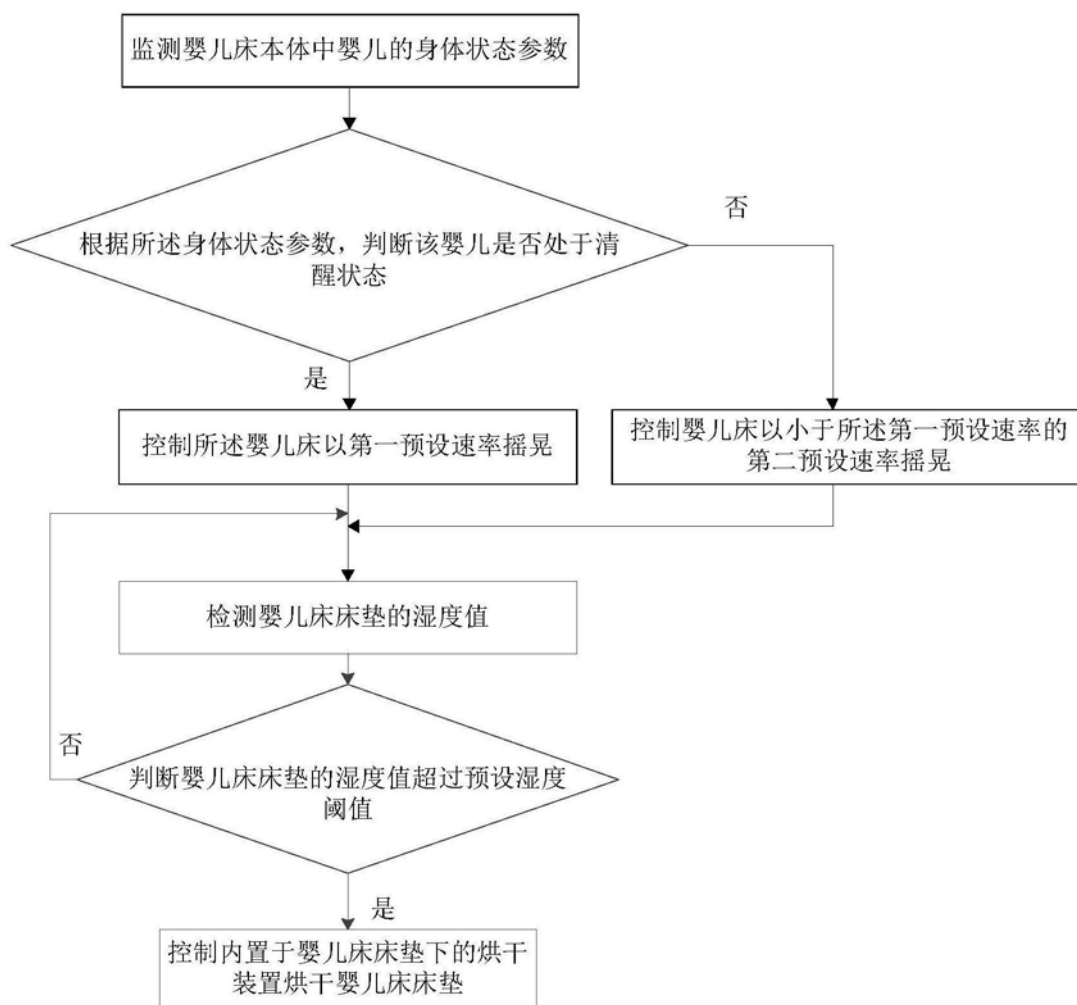 监测婴儿床本体中婴儿的身体状态参数
否
根据所述身体状态参数，判断该婴儿是否处于清
醒状态
是
控制所述婴儿床以第一预设速率摇晃
控制婴儿床以小于所述第一预设速率的
第二预设速率摇晃
检测婴儿床床垫的湿度值
否
判断婴儿床床垫的湿度值超过预设湿度
阈值
是
控制内置于婴儿床床垫下的烘干
装置烘干婴儿床床垫